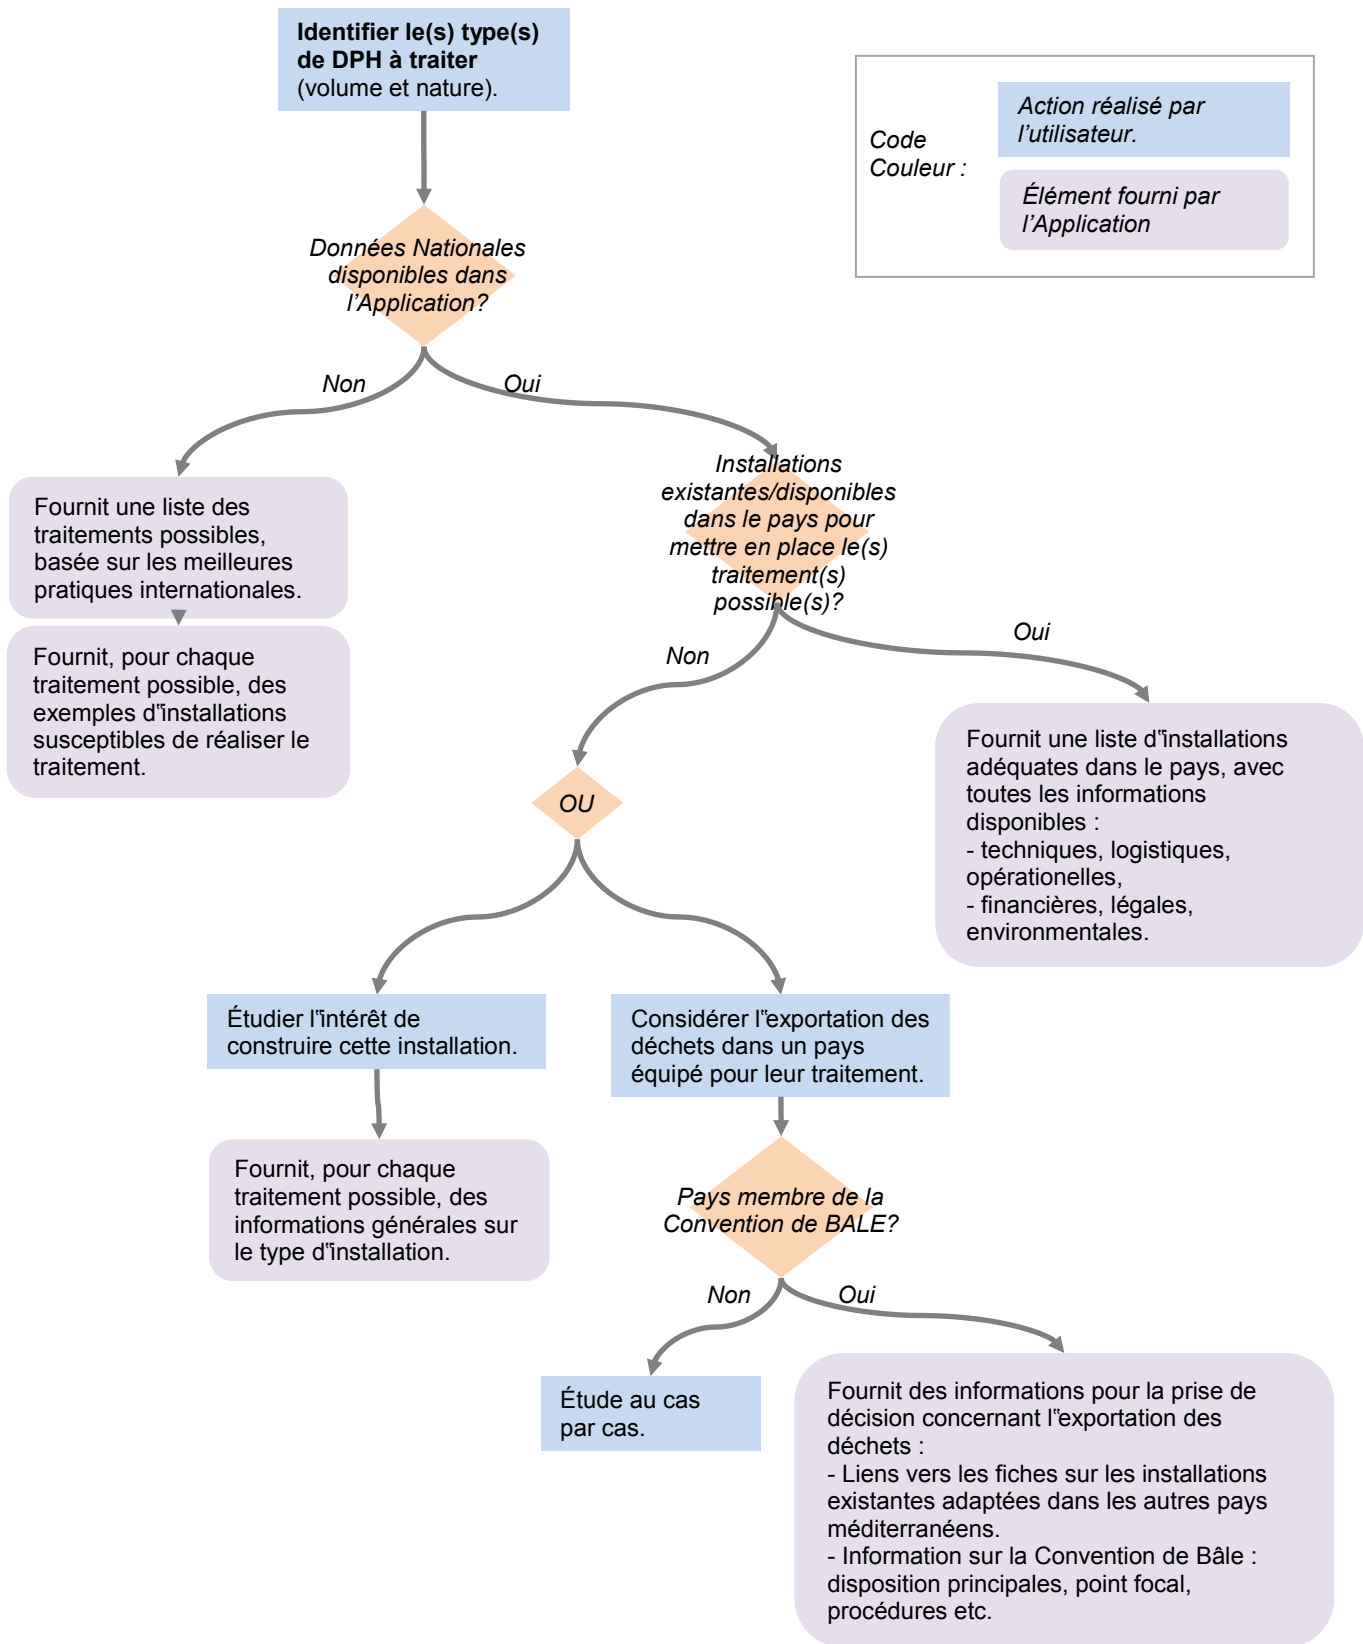 Identifier le(s) type(s)
de DPH à traiter
(volume et nature).
Code
Couleur :
Action réalisé par
l’utilisateur.
Élément fourni par
l’Application
Données Nationales
disponibles dans
l’Application?
Non
Oui
Fournit une liste des
traitements possibles,
basée sur les meilleures
pratiques internationales.
Fournit, pour chaque
traitement possible, des
exemples d‟installations
susceptibles de réaliser le
traitement.
Installations
existantes/disponibles
dans le pays pour
mettre en place le(s)
traitement(s)
possible(s)?
Non
Oui
Fournit une liste d‟installations
adéquates dans le pays, avec
toutes les informations
disponibles :
- techniques, logistiques,
opérationelles,
- financières, légales,
environmentales.
OU
Étudier l‟intérêt de
construire cette installation.
Considérer l‟exportation des
déchets dans un pays
équipé pour leur traitement.
Fournit, pour chaque
traitement possible, des
informations générales sur
le type d‟installation.
Pays membre de la
Convention de BALE?
Non
Oui
Étude au cas
par cas.
Fournit des informations pour la prise de
décision concernant l‟exportation des
déchets :
- Liens vers les fiches sur les installations
existantes adaptées dans les autres pays
méditerranéens.
- Information sur la Convention de Bâle :
disposition principales, point focal,
procédures etc.